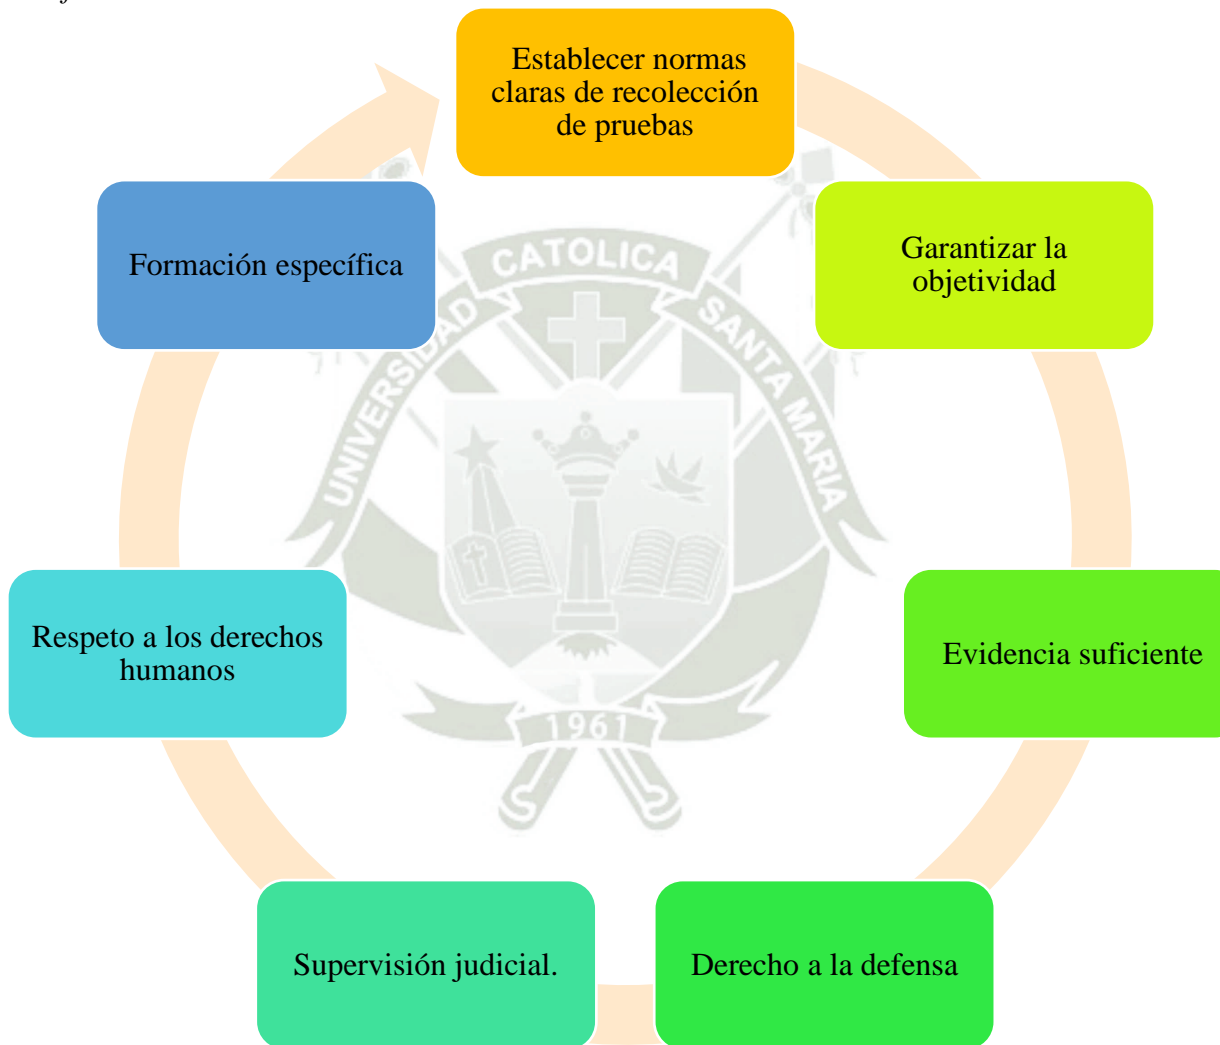 Establecer normas
claras de recolección
de pruebas
Garantizar la
objetividad
Evidencia suficiente
Derecho a la defensa
Supervisión judicial.
Respeto a los derechos
humanos
Formación específica
UNIVERSIDAD CATOLICA SANTA MARIA
1961